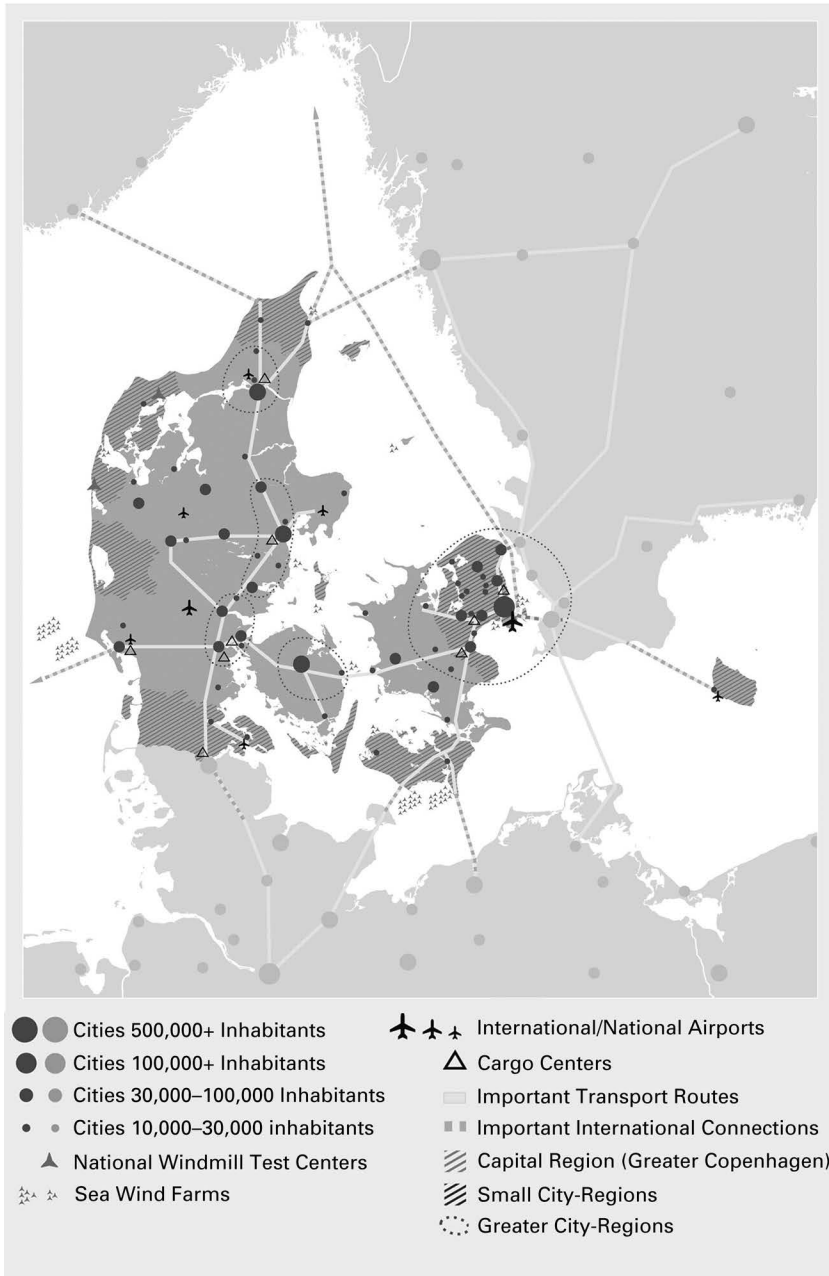 Cities 500,000+ Inhabitants
Cities 100,000+ Inhabitants
Cities 30,000–100,000 Inhabitants
Cities 10,000–30,000 inhabitants
National Windmill Test Centers
Sea Wind Farms
International/National Airports
Cargo Centers
Important Transport Routes
Important International Connections
Capital Region (Greater Copenhagen)
Small City-Regions
Greater City-Regions